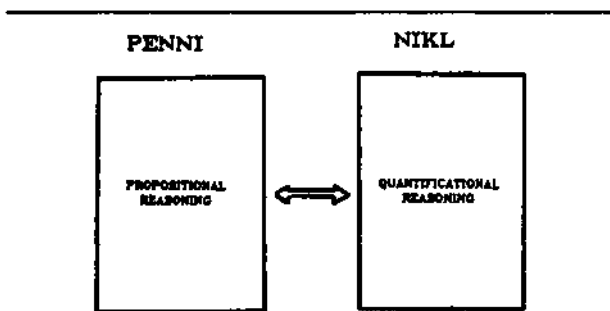 PENNI
NIKL
PROPOSITIONAL
REASONING
QUANTIFICATIONAL
REASONING